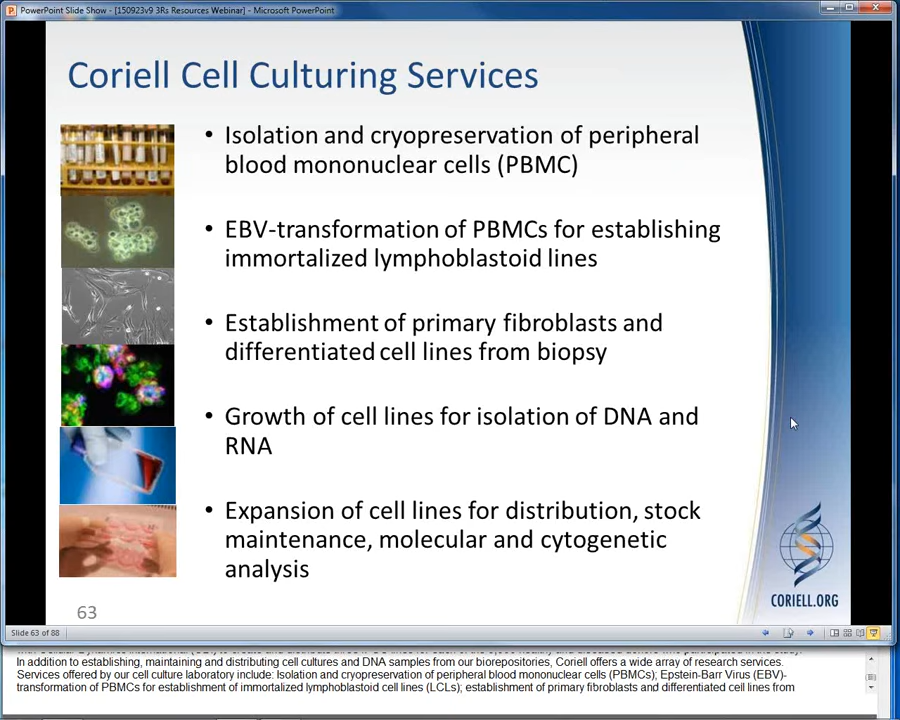 PowerPoint Slide Show - [150923v9 3Rs Resources Webinar] - Microsoft PowerPoint
Coriell Cell Culturing Services
• Isolation and cryopreservation of peripheral
blood mononuclear cells (PBMC)
• EBV-transformation of PBMCs for establishing
immortalized lymphoblastoid lines
• Establishment of primary fibroblasts and
differentiated cell lines from biopsy
• Growth of cell lines for isolation of DNA and
RNA
• Expansion of cell lines for distribution, stock
maintenance, molecular and cytogenetic
analysis
63
CORIELL.ORG
Slide 63 of 88
In addition to establishing, maintaining and distributing cell cultures and DNA samples from our biorepositories, Coriell offers a wide array of research services.
Services offered by our cell culture laboratory include: Isolation and cryopreservation of peripheral blood mononuclear cells (PBMCs); Epstein-Barr Virus (EBV)-
transformation of PBMCs for establishment of immortalized lymphoblastoid cell lines (LCLs); establishment of primary fibroblasts and differentiated cell lines from